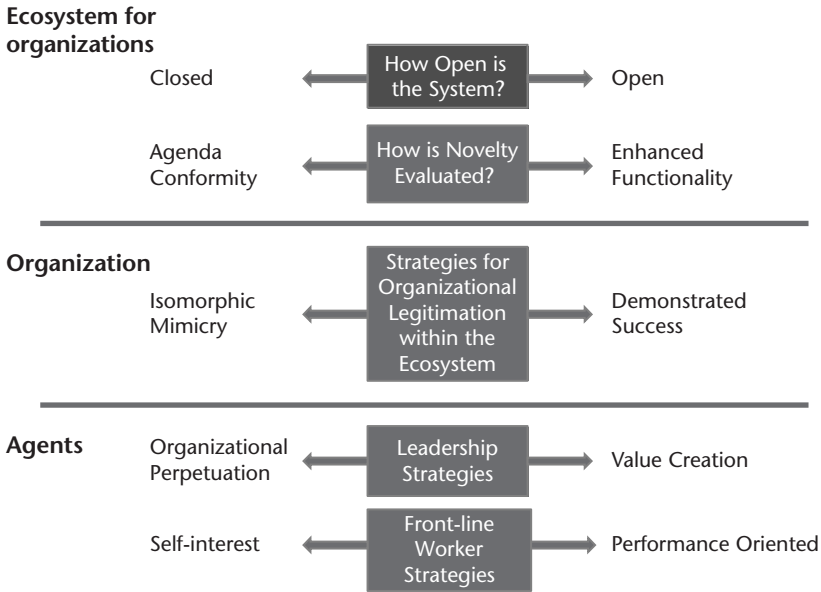 Ecosystem for
organizations
Closed
How Open is
the System?
Open
Agenda
Conformity
How is Novelty
Evaluated?
Enhanced
Functionality
Organization
Isomorphic
Mimicry
Strategies for
Organizational
Legitimation
within the
Ecosystem
Demonstrated
Success
Agents
Organizational
Perpetuation
Leadership
Strategies
Value Creation
Self-interest
Front-line
Worker
Strategies
Performance Oriented